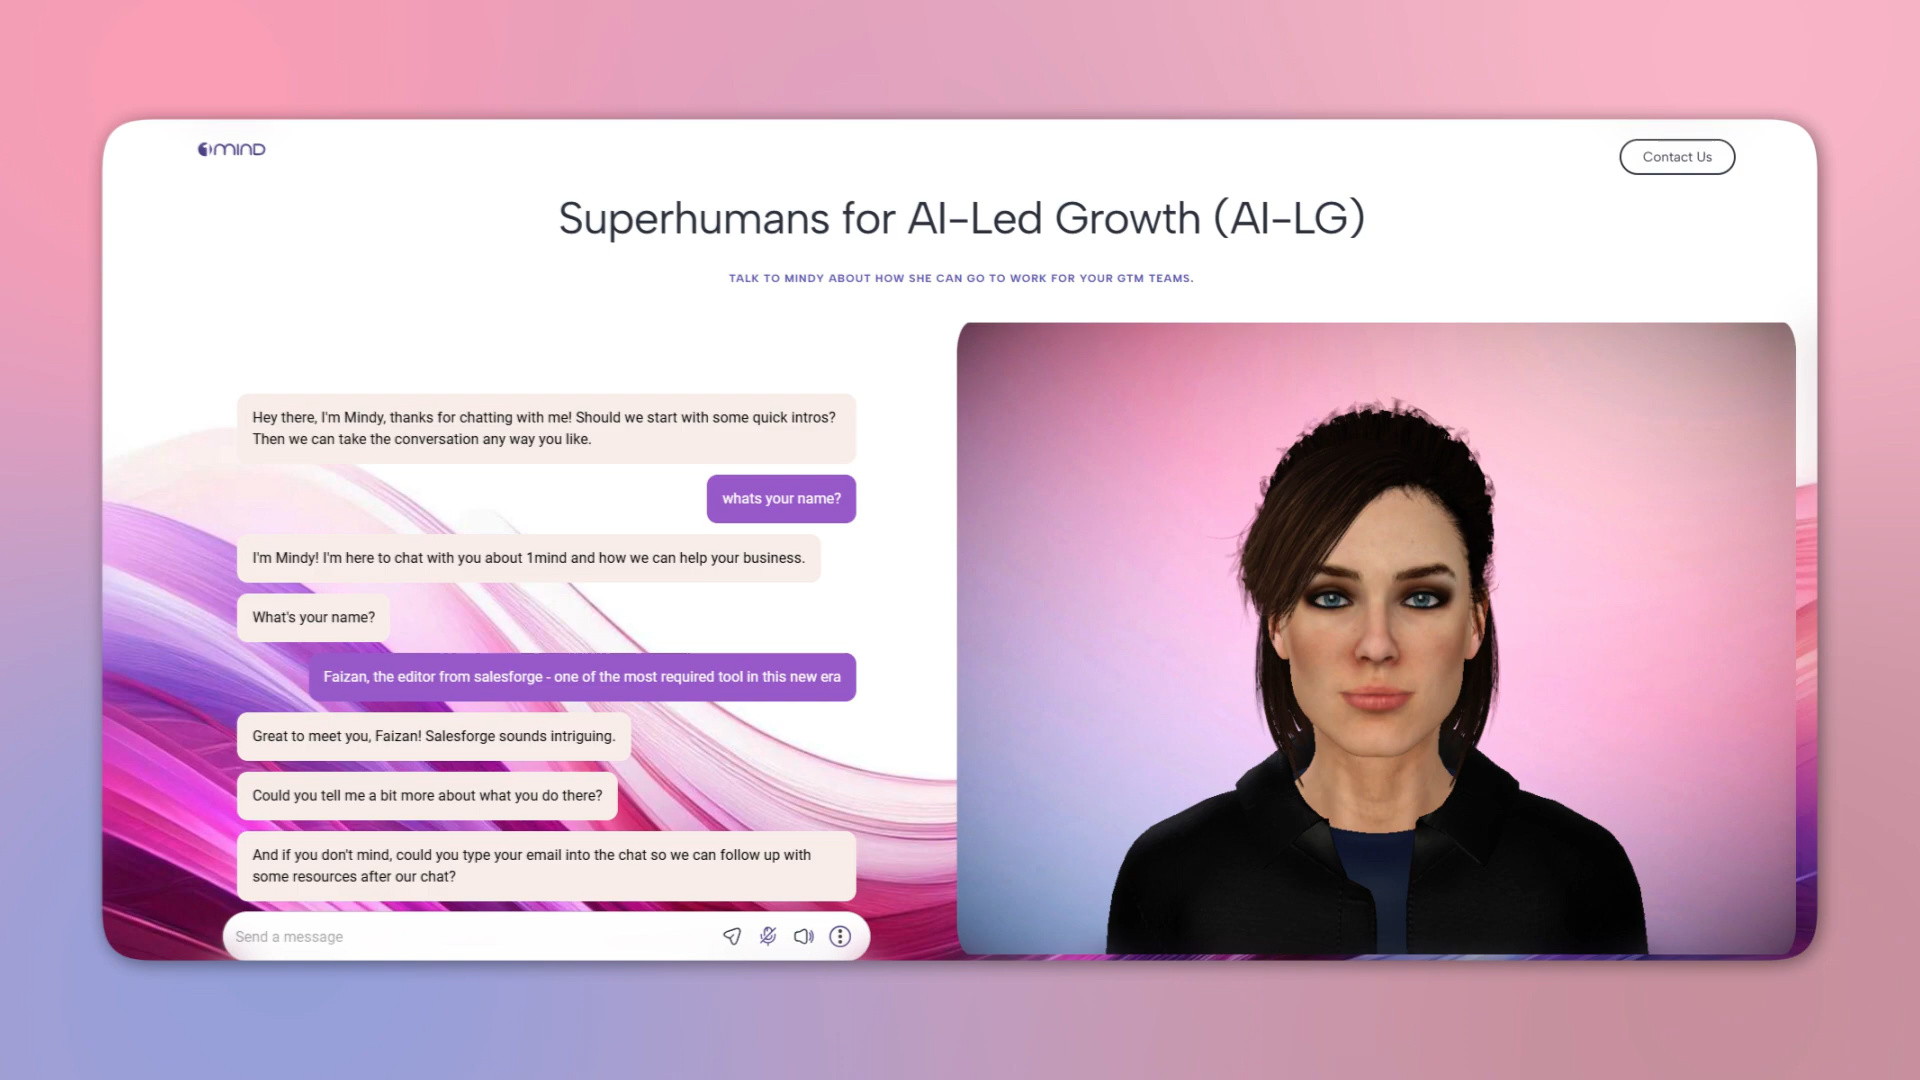 1mind
Contact Us
Superhumans for AI-Led Growth (AI-LG)
TALK TO MINDY ABOUT HOW SHE CAN GO TO WORK FOR YOUR GTM TEAMS.
Hey there, I'm Mindy, thanks for chatting with me! Should we start with some quick intros?
Then we can take the conversation any way you like.
whats your name?
I'm Mindy! I'm here to chat with you about 1mind and how we can help your business.
What's your name?
Faizan, the editor from salesforge - one of the most required tool in this new era
Great to meet you, Faizan! Salesforge sounds intriguing.
Could you tell me a bit more about what you do there?
And if you don't mind, could you type your email into the chat so we can follow up with
some resources after our chat?
Send a message